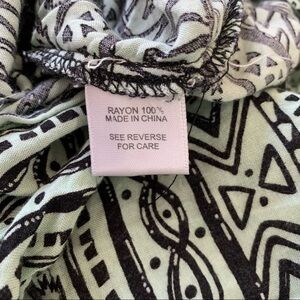 RAYON 100%
MADE IN CHINA
SEE REVERSE
FOR CARE